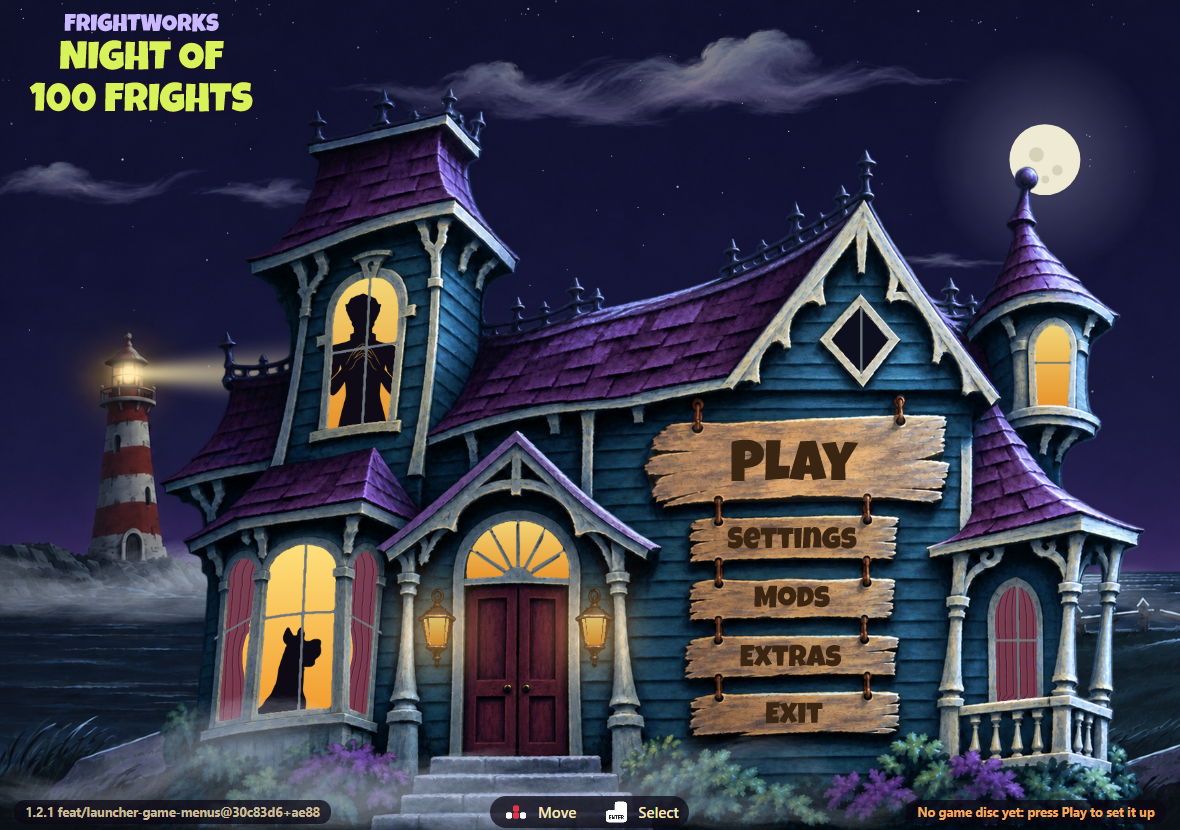 FRIGHTWORKS
NIGHT OF
100 FRIGHTS
PLAY
SETTINGS
MODS
EXTRAS
EXIT
1.2.1 feat/launcher-game-menus@30c83d6+ae88
Move
ENTER
Select
No game disc yet: press Play to set it up